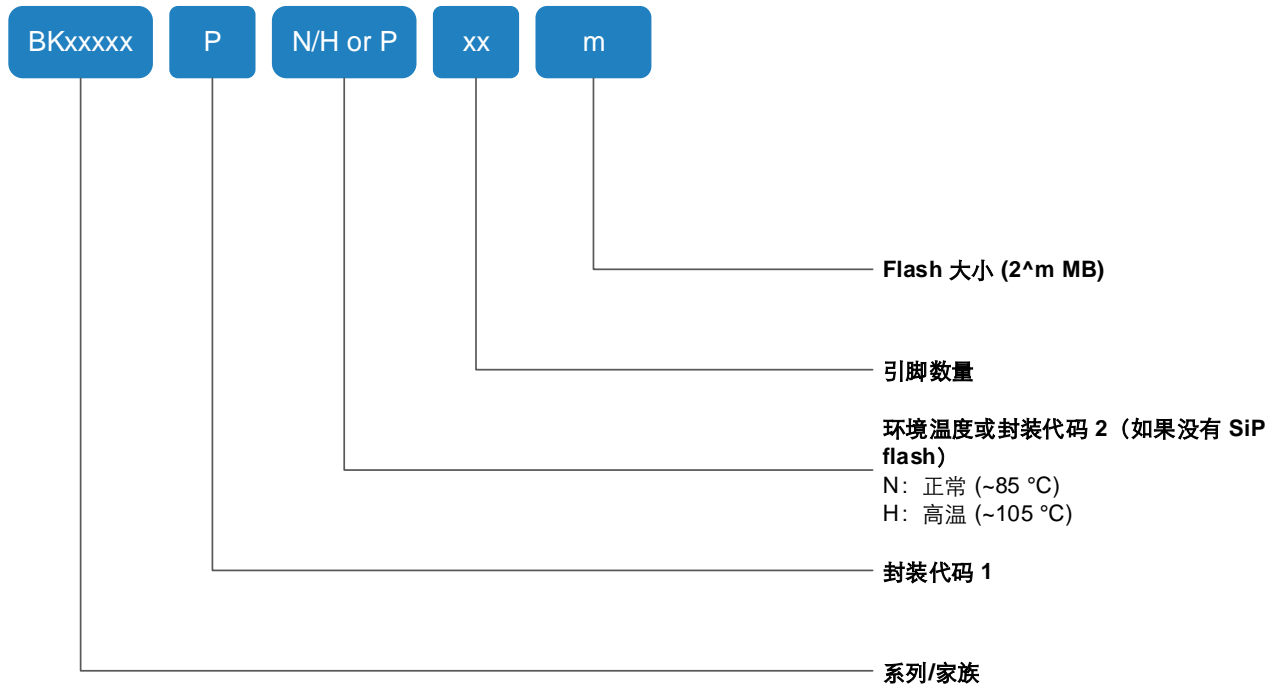 BKxxxxx P N/H or P xx m
Flash 大小 (2^m MB)
引脚数量
环境温度或封装代码 2（如果没有 SiP
flash）
N：正常 (~85 °C)
H：高温 (~105 °C)
封装代码 1
系列/家族